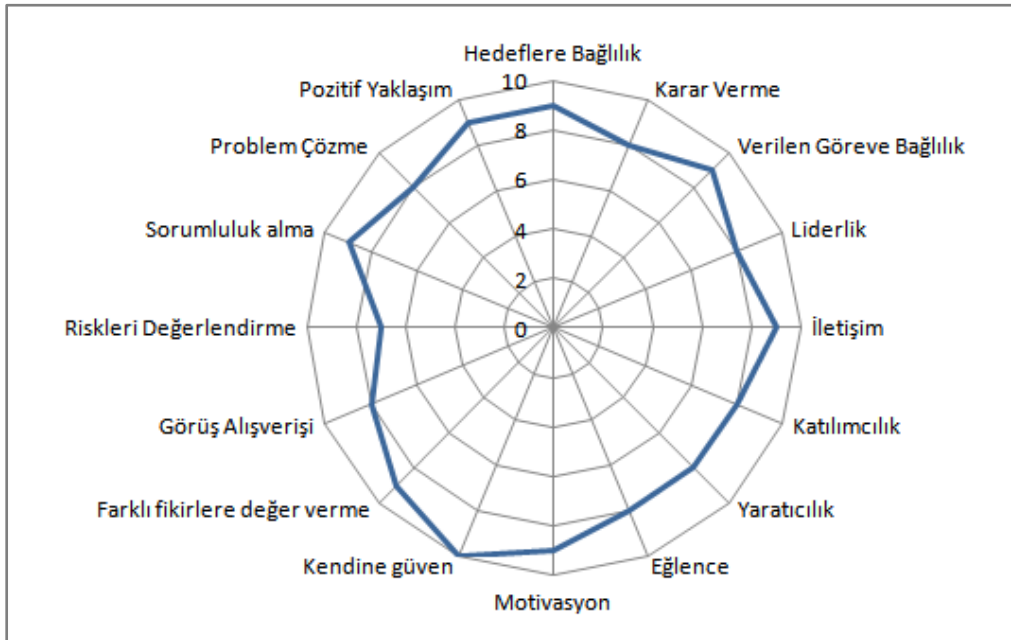 Hedeflere Bağlılık
Karar Verme
Verilen Göreve Bağlılık
Liderlik
İletişim
Katılımcılık
Yaratıcılık
Eğlence
Motivasyon
Kendine güven
Farklı fikirlere değer verme
Görüş Alışverişi
Riskleri Değerlendirme
Sorumluluk alma
Problem Çözme
Pozitif Yaklaşım
10
8
6
4
2
0